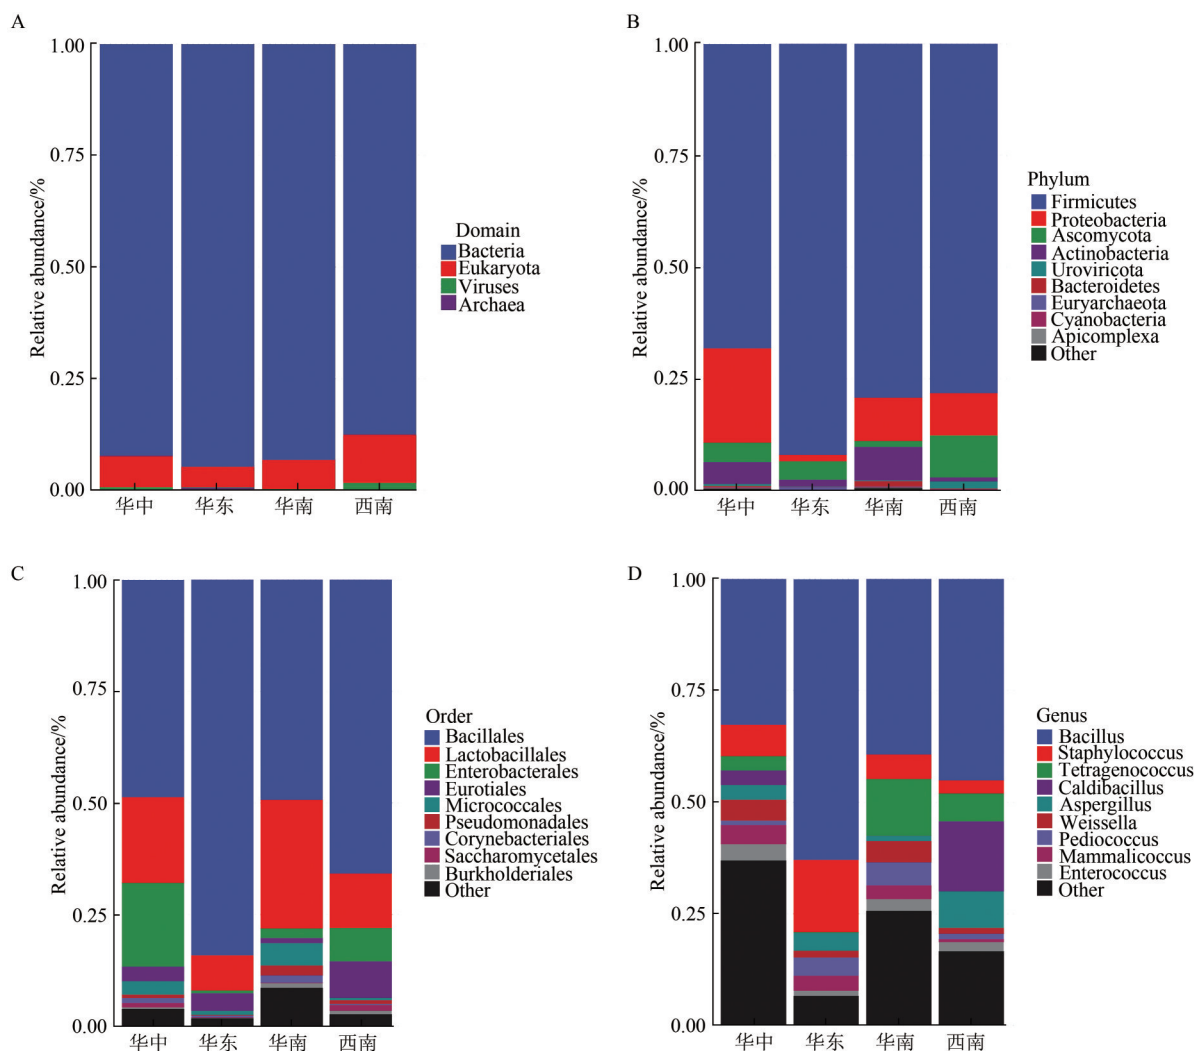 A
Relative abundance/%
1.00
0.75
0.50
0.25
0.00
华中 华东 华南 西南
Domain
Bacteria
Eukaryota
Viruses
Archaea
B
Relative abundance/%
1.00
0.75
0.50
0.25
0.00
华中 华东 华南 西南
Phylum
Firmicutes
Proteobacteria
Ascomycota
Actinobacteria
Uroviricota
Bacteroidetes
Euryarchaeota
Cyanobacteria
Apicomplexa
Other
C
Relative abundance/%
1.00
0.75
0.50
0.25
0.00
华中 华东 华南 西南
Order
Bacillales
Lactobacillales
Enterobacterales
Eurotiales
Micrococcales
Pseudomonadales
Corynebacteriales
Saccharomycetales
Burkholderiales
Other
D
Relative abundance/%
1.00
0.75
0.50
0.25
0.00
华中 华东 华南 西南
Genus
Bacillus
Staphylococcus
Tetragenococcus
Caldibacillus
Aspergillus
Weissella
Pediococcus
Mammalicoccus
Enterococcus
Other